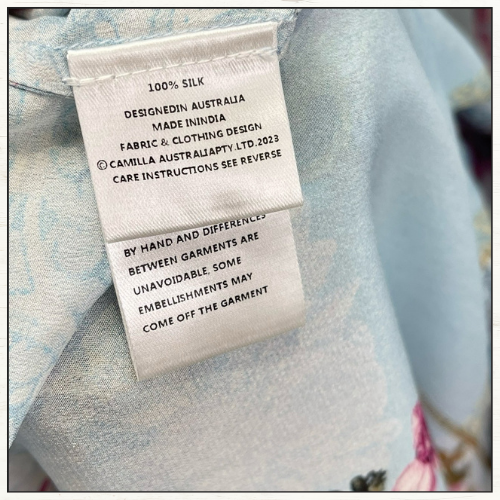 100% SILK
DESIGNEDIN AUSTRALIA
MADE ININDIA
FABRIC & CLOTHING DESIGN
©CAMILLA AUSTRALIAPTY.LTD.2023
CARE INSTRUCTIONS SEE REVERSE
BY HAND AND DIFFERENCES
BETWEEN GARMENTS ARE
UNAVOIDABLE, SOME
EMBELLISHMENTS MAY
COME OFF THE GARMENT